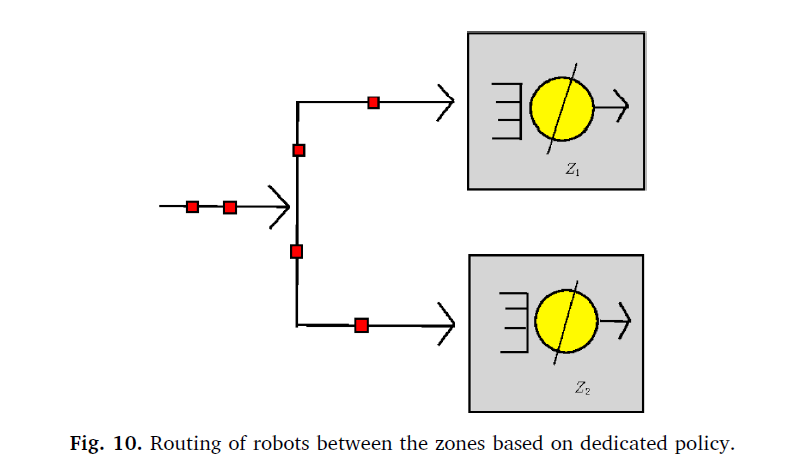 Z₁
Z₂
Fig. 10. Routing of robots between the zones based on dedicated policy.